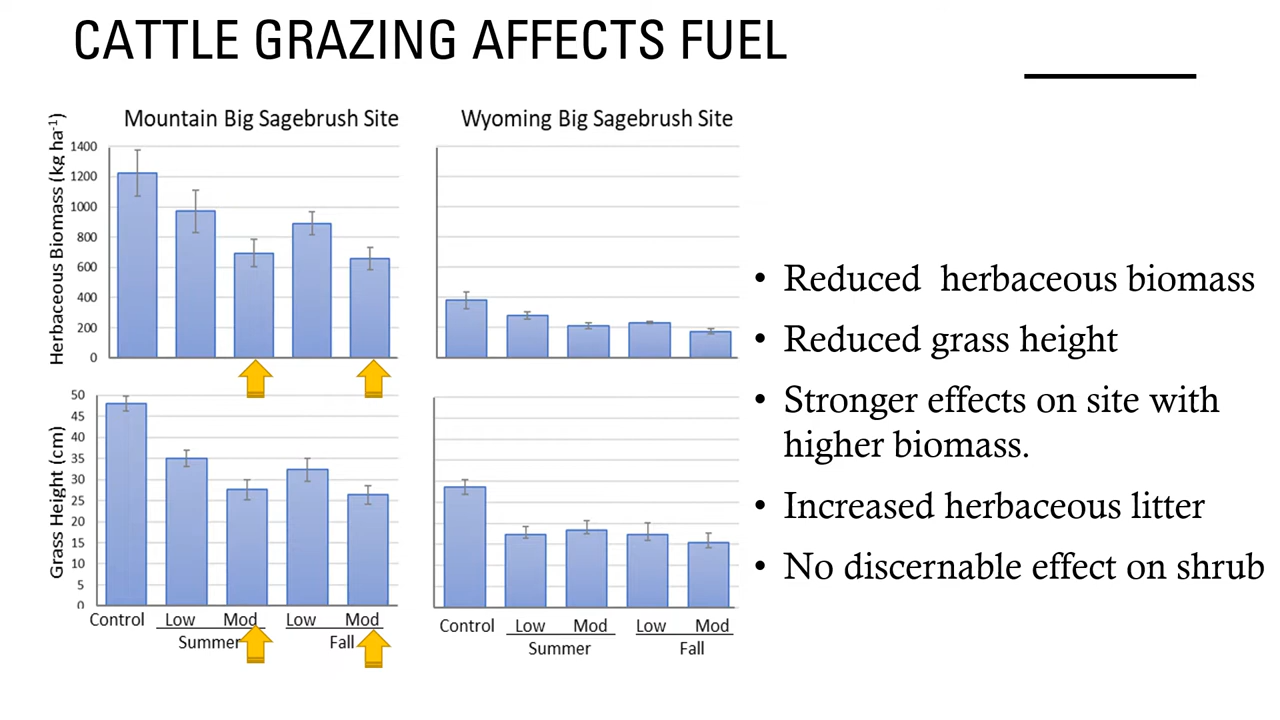 CATTLE GRAZING AFFECTS FUEL
Mountain Big Sagebrush Site
Wyoming Big Sagebrush Site
Herbaceous Biomass (kg ha⁻¹)
1400
1200
1000
800
600
400
200
0
Grass Height (cm)
50
45
40
35
30
25
20
15
10
5
0
Control
Low
Mod
Low
Mod
Summer
Fall
Control
Low
Mod
Low
Mod
Summer
Fall
• Reduced  herbaceous biomass
• Reduced grass height
• Stronger effects on site with
higher biomass.
• Increased herbaceous litter
• No discernable effect on shrub